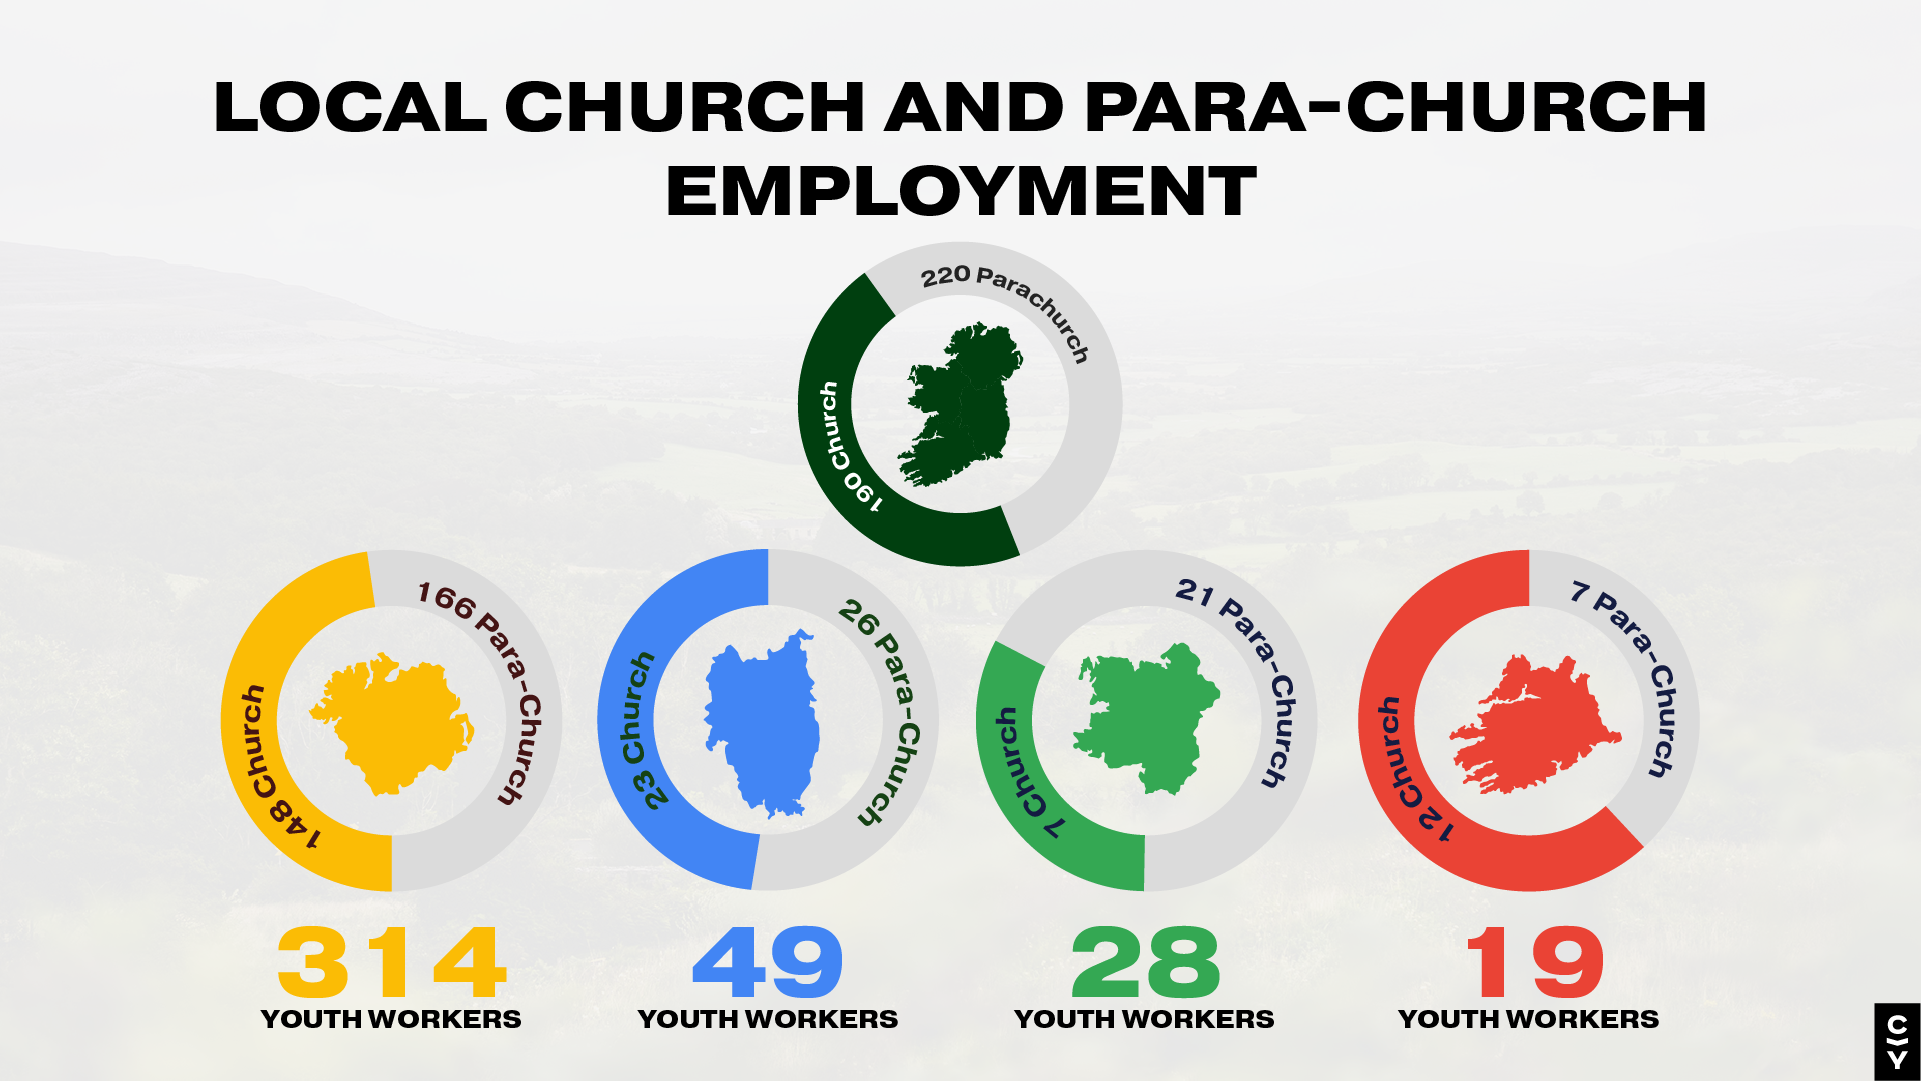 LOCAL CHURCH AND PARA-CHURCH
EMPLOYMENT
220 Parachurch
190 Church
166 Para-Church
148 Church
26 Para-Church
23 Church
21 Para-Church
7 Church
7 Para-Church
12 Church
314
YOUTH WORKERS
49
YOUTH WORKERS
28
YOUTH WORKERS
19
YOUTH WORKERS
C
Y